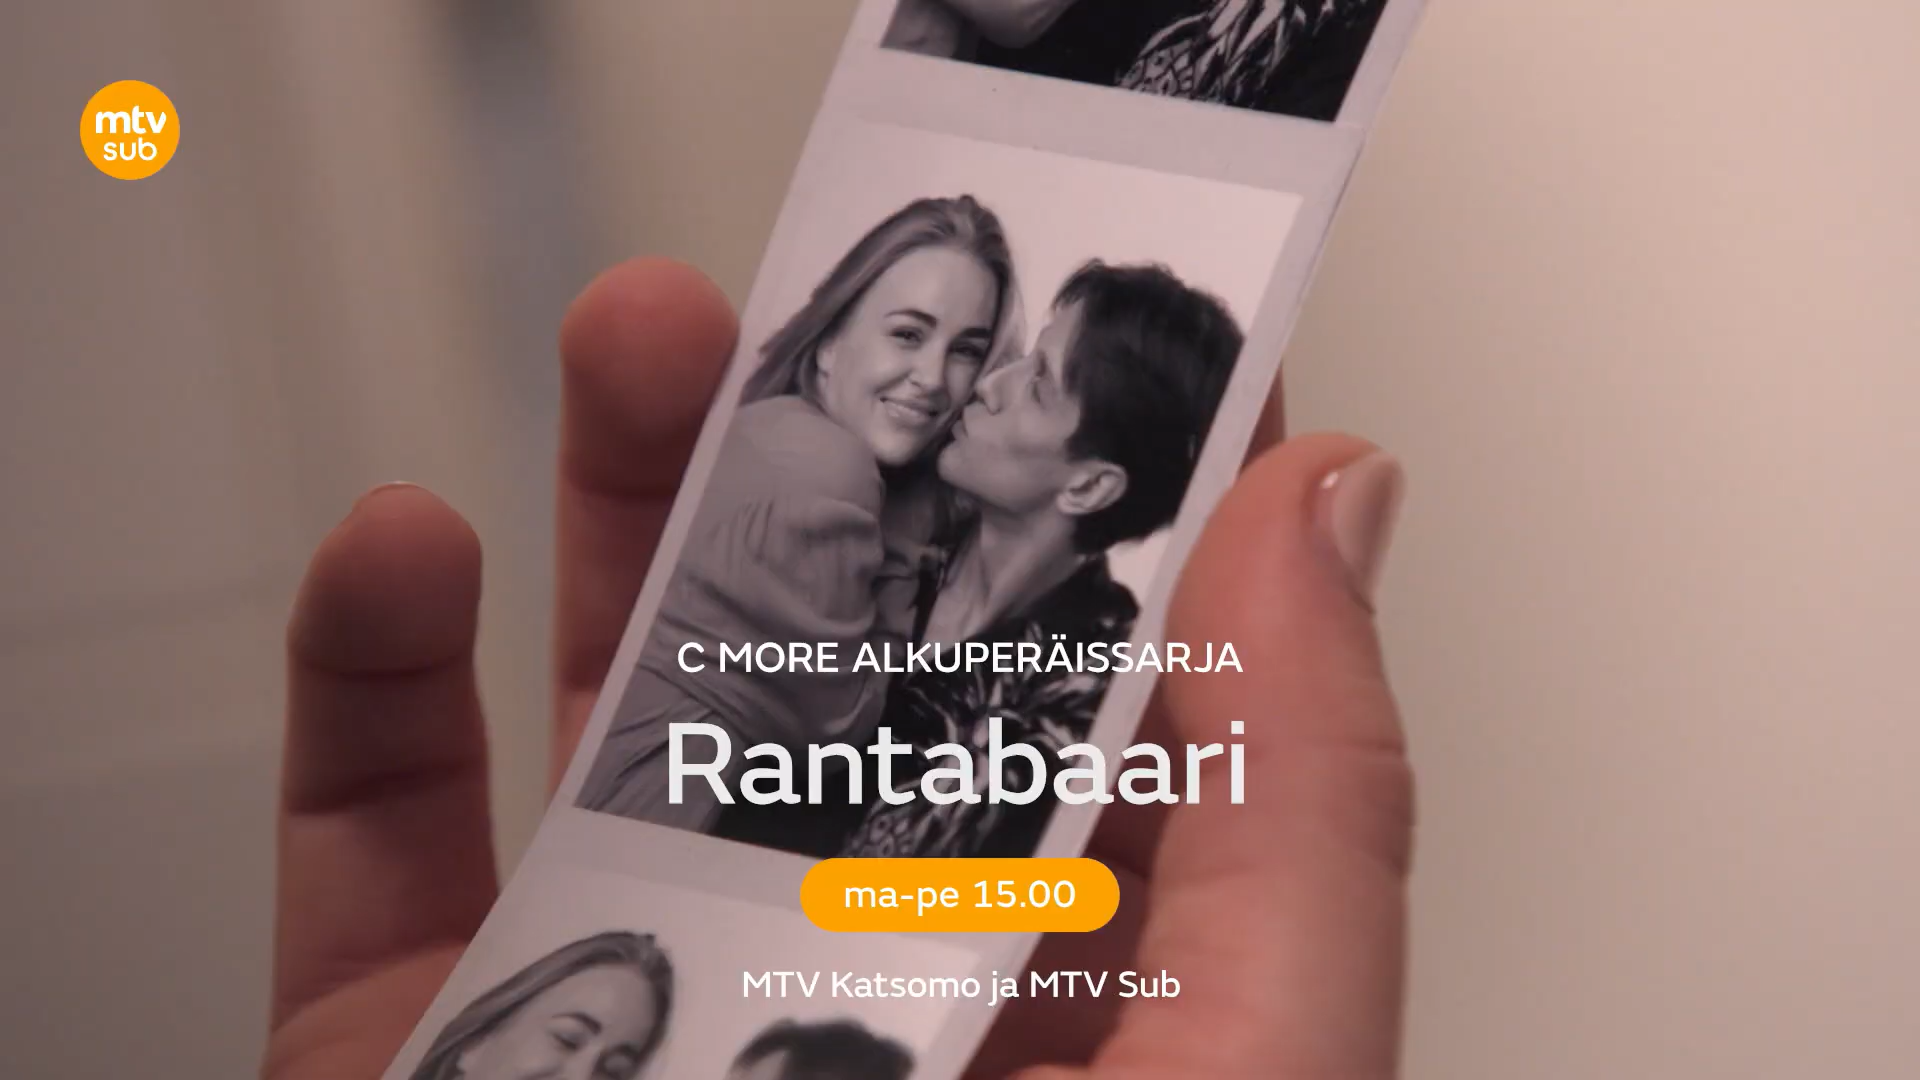 mtv
sub
C MORE ALKUPERÄISSARJA
Rantabaari
ma-pe 15.00
MTV Katsomo ja MTV Sub